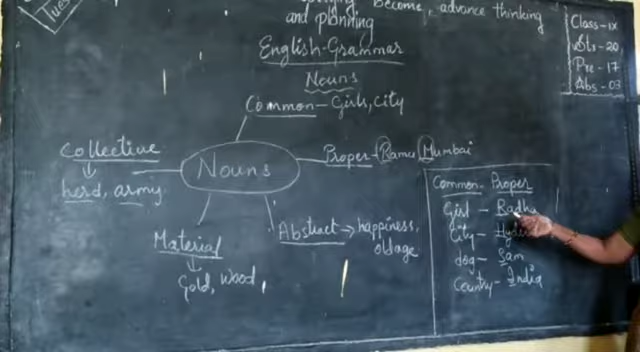 Tues
become, advance thinking
and planning
English-Grammar
Nouns
Common - Girls, City
Class-IX
Sts - 20
Pre - 17
Abs - 03
Collective
herd, army
Nouns
Proper - Ramu, Mumbai
Abstract → happiness,
oldage
Material
Gold, wood,
Common - Proper
Girl - Radha
City -
dog - Sam
Country - India